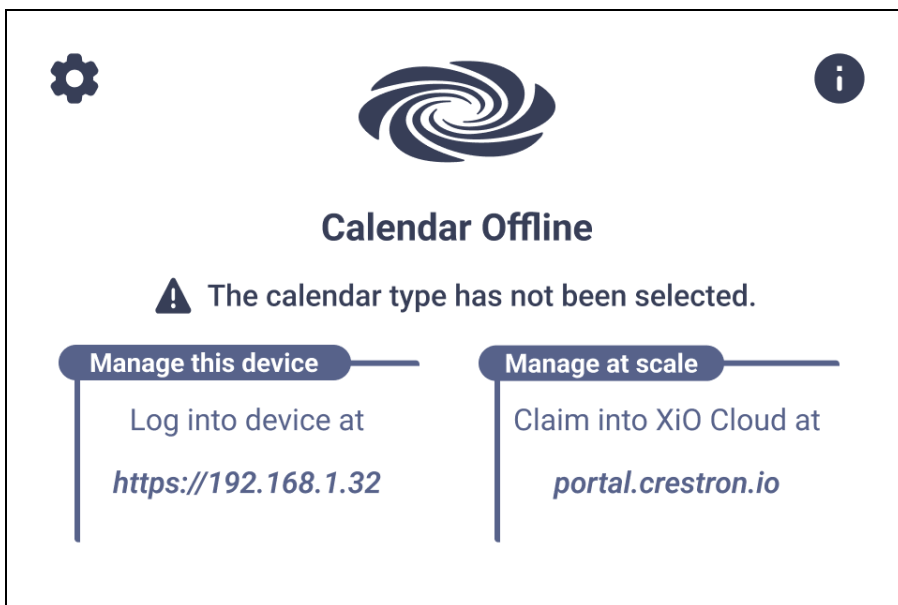 Calendar Offline
The calendar type has not been selected.
Manage this device
Log into device at
https://192.168.1.32
Manage at scale
Claim into XiO Cloud at
portal.crestron.io